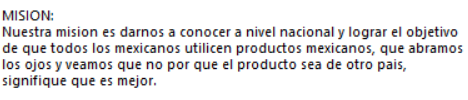 MISION:
Nuestra mision es darnos a conocer a nivel nacional y lograr el objetivo
de que todos los mexicanos utilicen productos mexicanos, que abramos
los ojos y veamos que no por que el producto sea de otro pais,
signifique que es mejor.